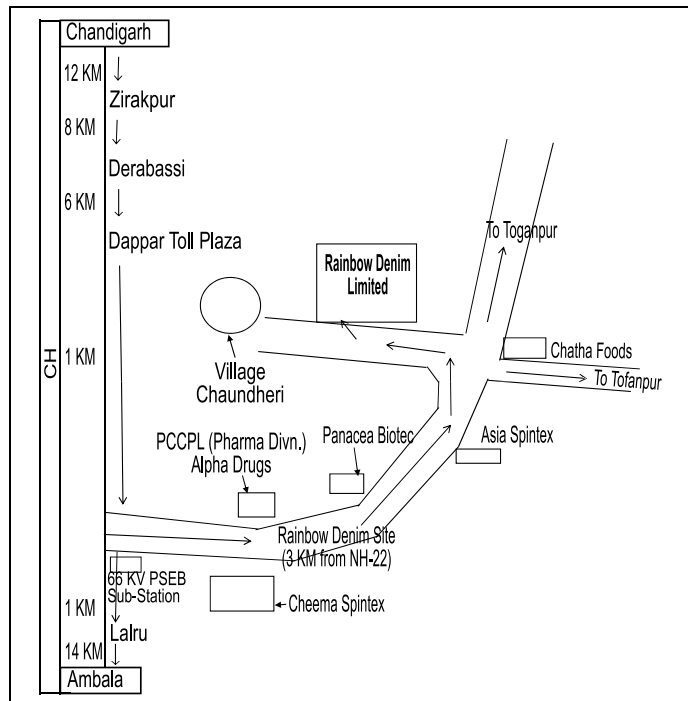 Chandigarh
12 KM
Zirakpur
8 KM
Derabassi
6 KM
Dappar Toll Plaza
To Toganpur
Rainbow Denim
Limited
CH
1 KM
Chatha Foods
To Tofanpur
Village
Chaundheri
PCCPL (Pharma Divn.)
Alpha Drugs
Panacea Biotec
Asia Spintex
Rainbow Denim Site
(3 KM from NH-22)
66 KV PSEB
Sub-Station
Cheema Spintex
1 KM
Lalru
14 KM
Ambala